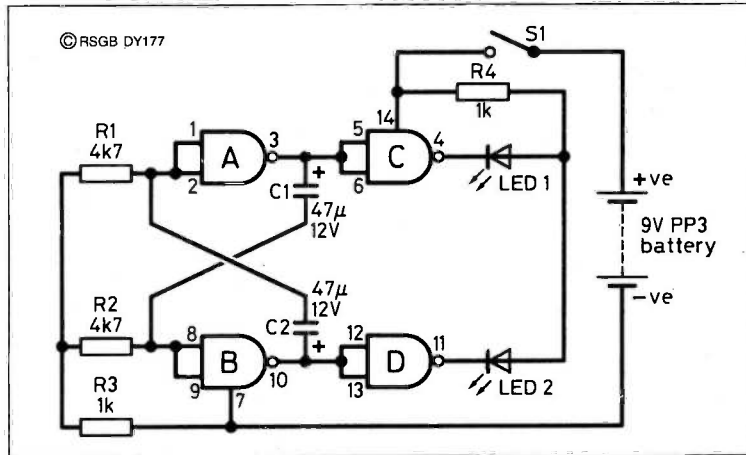 © RSGB DY177
S1
R4
1k
14
R1
4k7
1
2
A
3
5
6
C
4
LED 1
+
C1
47μ
12V
+ve
9V PP3
battery
-ve
47μ
12V
C2
+
R2
4k7
8
9
B
10
7
12
13
D
11
LED 2
R3
1k